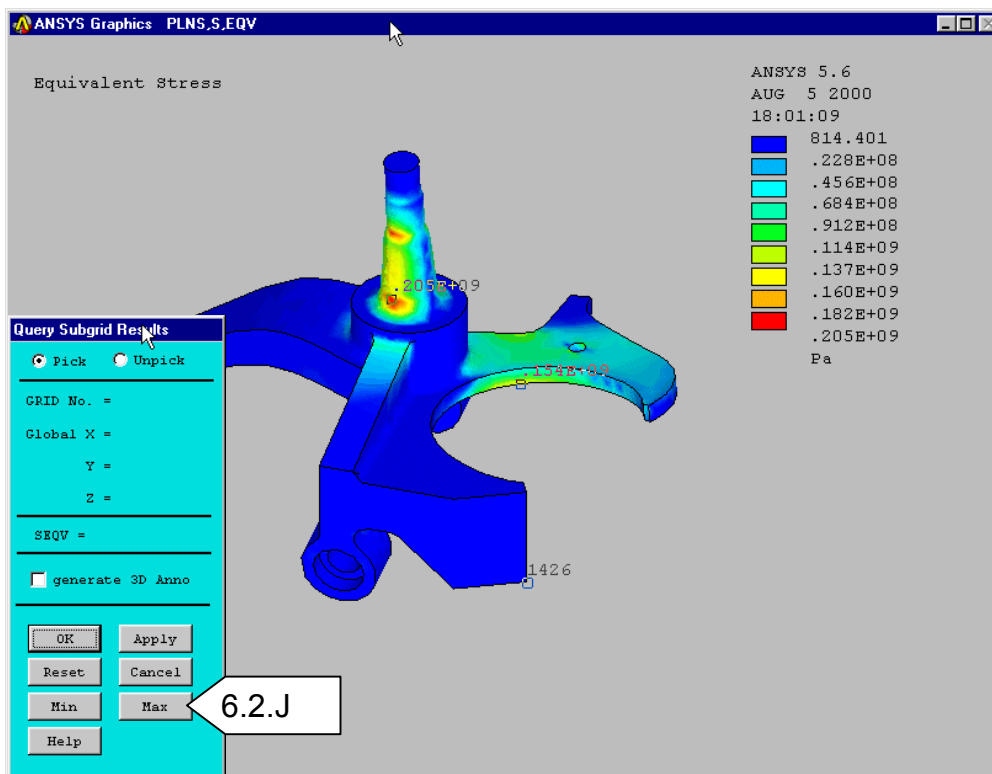 ANSYS Graphics PLNS,S,EQV
Equivalent Stress
ANSYS 5.6
AUG 5 2000
18:01:09
814.401
.228E+08
.456E+08
.684E+08
.912E+08
.114E+09
.137E+09
.160E+09
.182E+09
.205E+09
Pa
.205E+09
.154E+09
1426
Query Subgrid Results
Pick Unpick
GRID No. =
Global X =
Y =
Z =
SEQV =
generate 3D Anno
OK Apply
Reset Cancel
Min Max
Help
6.2.J